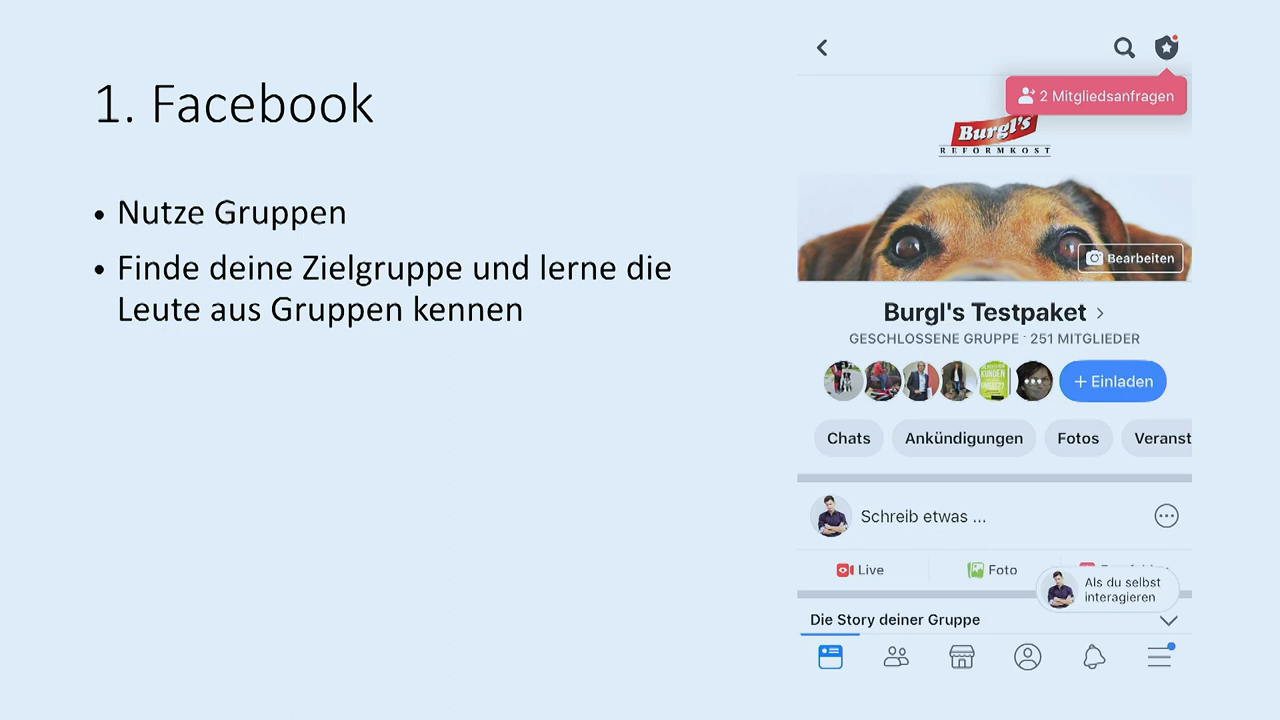 1. Facebook
• Nutze Gruppen
• Finde deine Zielgruppe und lerne die
Leute aus Gruppen kennen
2 Mitgliedsanfragen
Burgl's
REFORMKOST
Bearbeiten
Burgl's Testpaket
GESCHLOSSENE GRUPPE · 251 MITGLIEDER
KUNDEN
+ Einladen
Chats
Ankündigungen
Fotos
Veranst
Schreib etwas ...
Live
Foto
Als du selbst
interagieren
Die Story deiner Gruppe